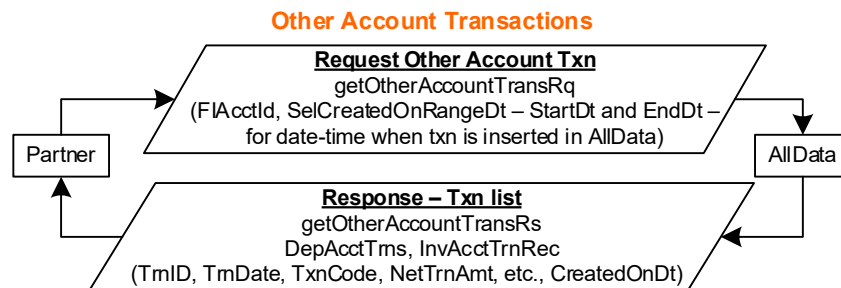 Other Account Transactions
Request Other Account Txn
getOtherAccountTransRq
(FIAcctId, SelCreatedOnRangeDt – StartDt and EndDt –
for date-time when txn is inserted in AllData)
Partner
AllData
Response – Txn list
getOtherAccountTransRs
DepAcctTrns, InvAcctTrnRec
(TrnID, TrnDate, TxnCode, NetTrnAmt, etc., CreatedOnDt)